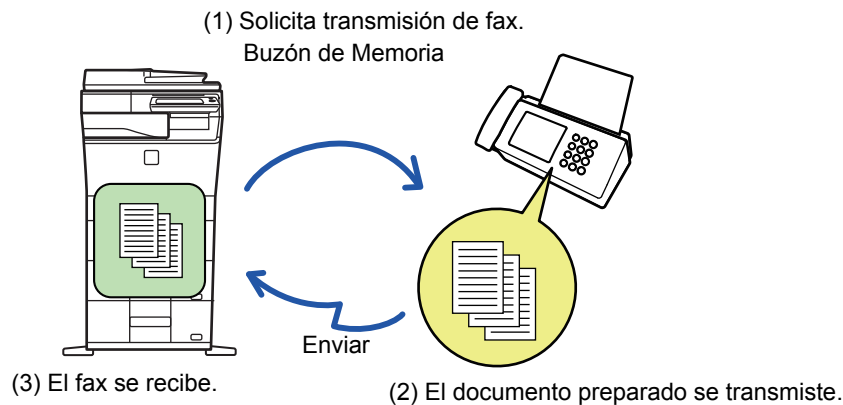 (1) Solicita transmisión de fax.
Buzón de Memoria
Enviar
(3) El fax se recibe.
(2) El documento preparado se transmiste.